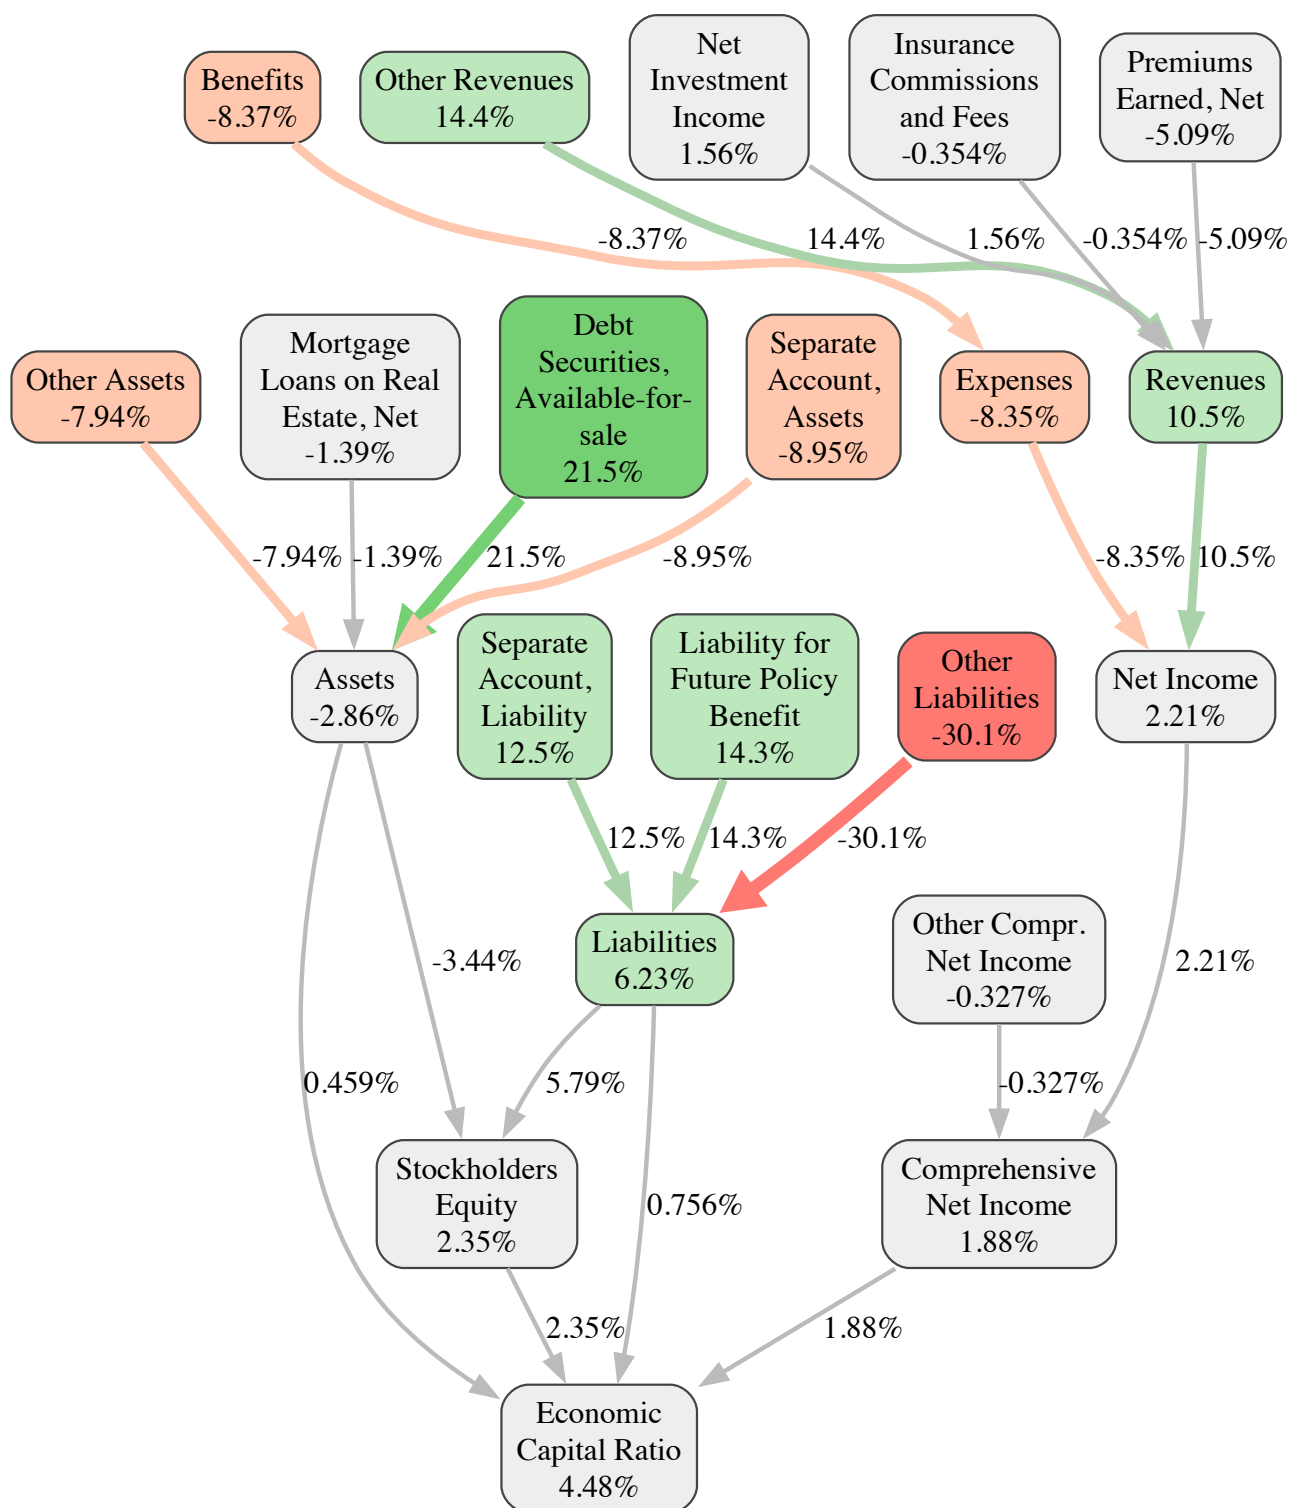 Benefits
-8.37%
Other Revenues
14.4%
Net
Investment
Income
1.56%
Insurance
Commissions
and Fees
-0.354%
Premiums
Earned, Net
-5.09%
-8.37%
14.4%
1.56%
-0.354%
-5.09%
Other Assets
-7.94%
Mortgage
Loans on Real
Estate, Net
-1.39%
Debt
Securities,
Available-for-
sale
21.5%
Separate
Account,
Assets
-8.95%
Expenses
-8.35%
Revenues
10.5%
-7.94%
-1.39%
21.5%
-8.95%
-8.35%
10.5%
Assets
-2.86%
Separate
Account,
Liability
12.5%
Liability for
Future Policy
Benefit
14.3%
Other
Liabilities
-30.1%
Net Income
2.21%
12.5%
14.3%
-30.1%
Liabilities
6.23%
Other Compr.
Net Income
-0.327%
-3.44%
2.21%
0.459%
5.79%
-0.327%
Stockholders
Equity
2.35%
0.756%
Comprehensive
Net Income
1.88%
2.35%
1.88%
Economic
Capital Ratio
4.48%